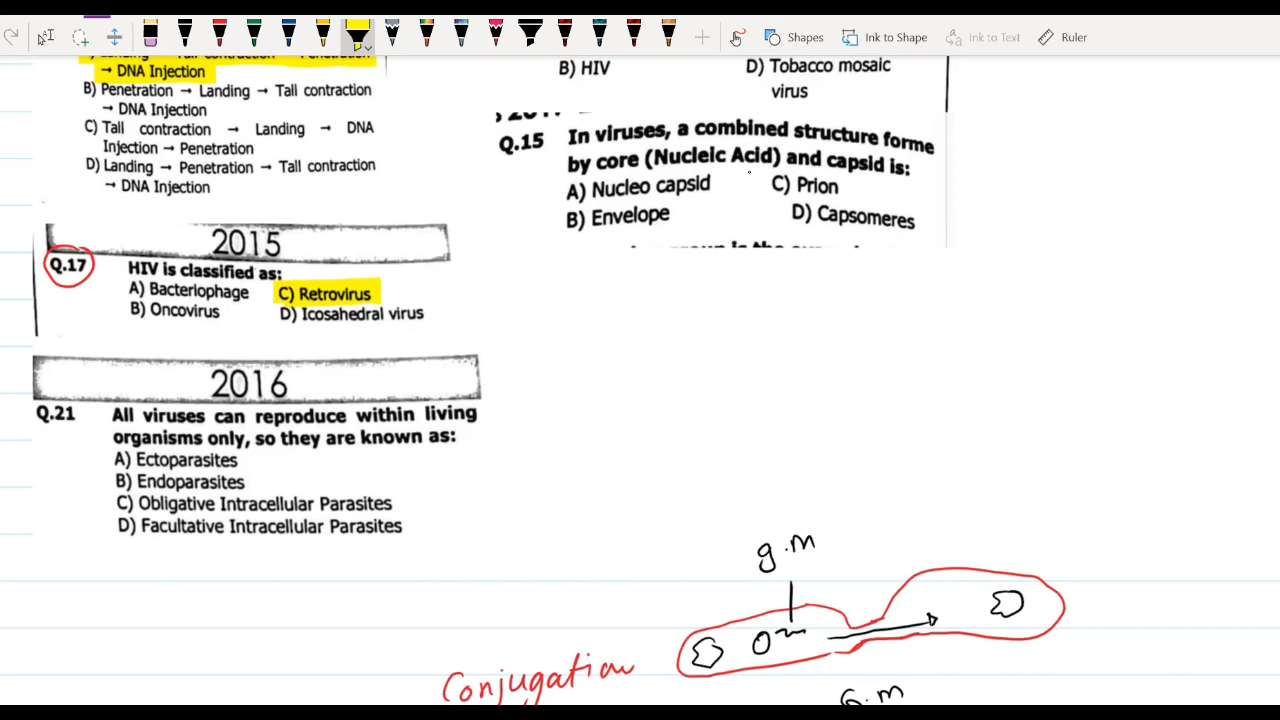 Shapes
Ink to Shape
Ink to Text
Ruler
→ DNA Injection
B) Penetration → Landing → Tall contraction
→ DNA Injection
C) Tall contraction → Landing → DNA
Injection → Penetration
D) Landing → Penetration → Tall contraction
→ DNA Injection
2015
Q.17 HIV is classified as:
A) Bacteriophage C) Retrovirus
B) Oncovirus D) Icosahedral virus
2016
Q.21 All viruses can reproduce within living
organisms only, so they are known as:
A) Ectoparasites
B) Endoparasites
C) Obligative Intracellular Parasites
D) Facultative Intracellular Parasites
B) HIV D) Tobacco mosaic
virus
Q.15 In viruses, a combined structure forme
by core (Nucleic Acid) and capsid is:
A) Nucleo capsid C) Prion
B) Envelope D) Capsomeres
g.m
Conjugation
G.m